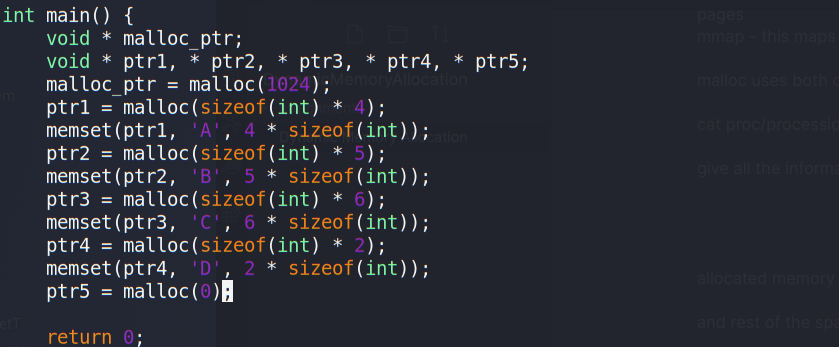 int main() {
    void * malloc_ptr;
    void * ptr1, * ptr2, * ptr3, * ptr4, * ptr5;
    malloc_ptr = malloc(1024);
    ptr1 = malloc(sizeof(int) * 4);
    memset(ptr1, 'A', 4 * sizeof(int));
    ptr2 = malloc(sizeof(int) * 5);
    memset(ptr2, 'B', 5 * sizeof(int));
    ptr3 = malloc(sizeof(int) * 6);
    memset(ptr3, 'C', 6 * sizeof(int));
    ptr4 = malloc(sizeof(int) * 2);
    memset(ptr4, 'D', 2 * sizeof(int));
    ptr5 = malloc(0);
    return 0;
pages
mmap - this maps
malloc uses both
cat proc/
give all the
allocated memory
and rest of the